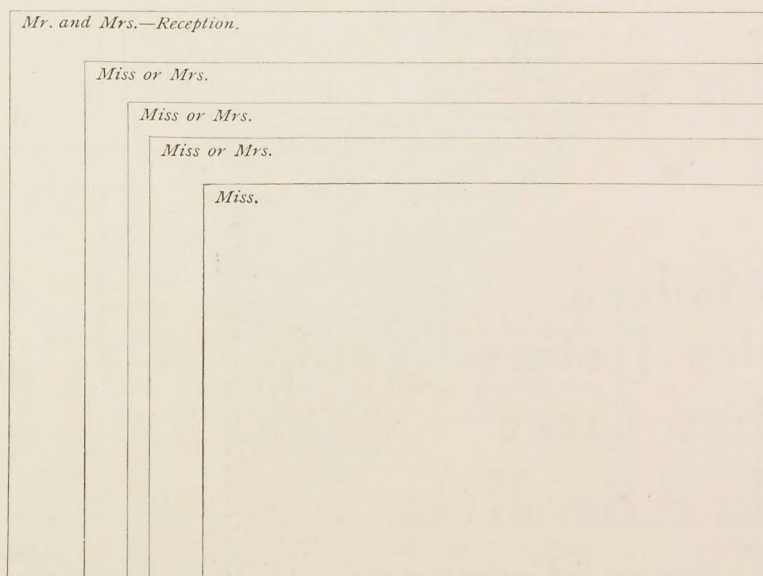 Mr. and Mrs.—Reception.
Miss or Mrs.
Miss or Mrs.
Miss or Mrs.
Miss.